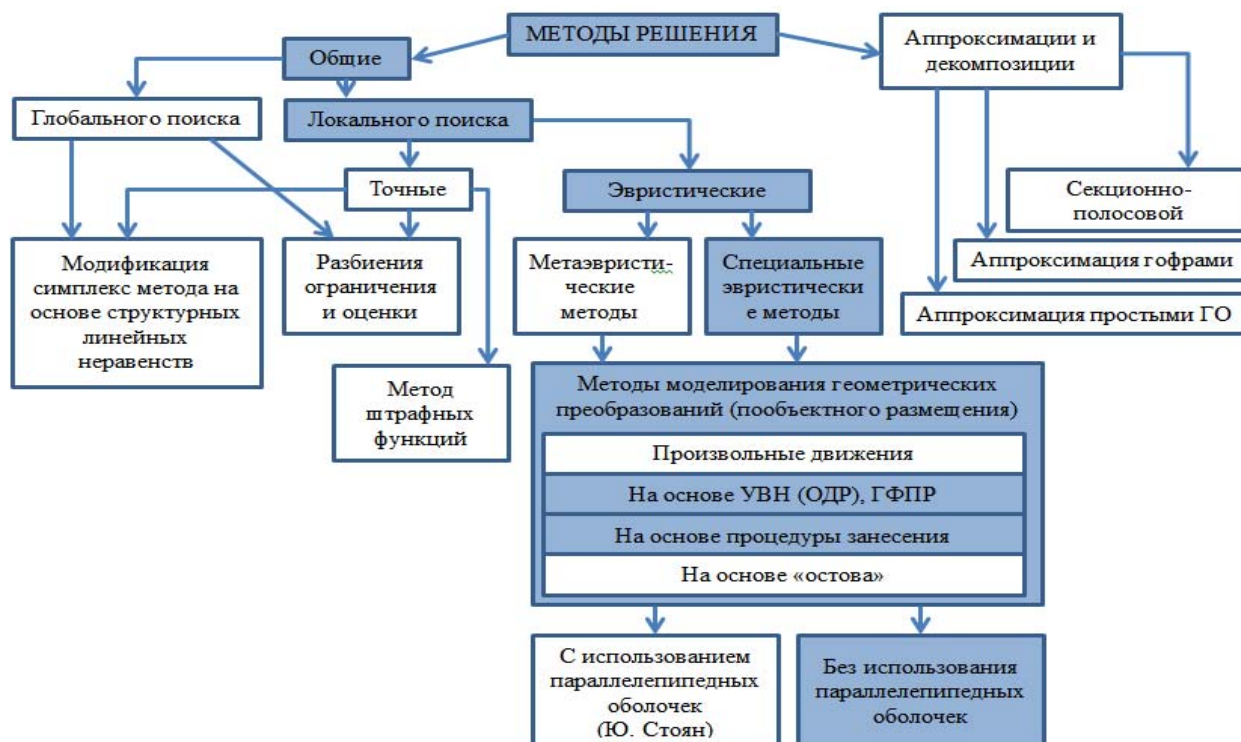 МЕТОДЫ РЕШЕНИЯ
Общие
Аппроксимации и
декомпозиции
Глобального поиска
Локального поиска
Точные
Эвристические
Секционно-
полосовой
Модификация
симплекс метода на
основе структурных
линейных
неравенств
Разбиения
ограничения
и оценки
Метаэвристи-
ческие
методы
Специальные
эвристически
е методы
Аппроксимация гофрами
Аппроксимация простыми ГО
Метод
штрафных
функций
Методы моделирования геометрических
преобразований (пообъектного размещения)
Произвольные движения
На основе УВН (ОДР), ГФПР
На основе процедуры занесения
На основе «остова»
С использованием
параллелепипедных
оболочек
(Ю. Стоян)
Без использования
параллелепипедных
оболочек